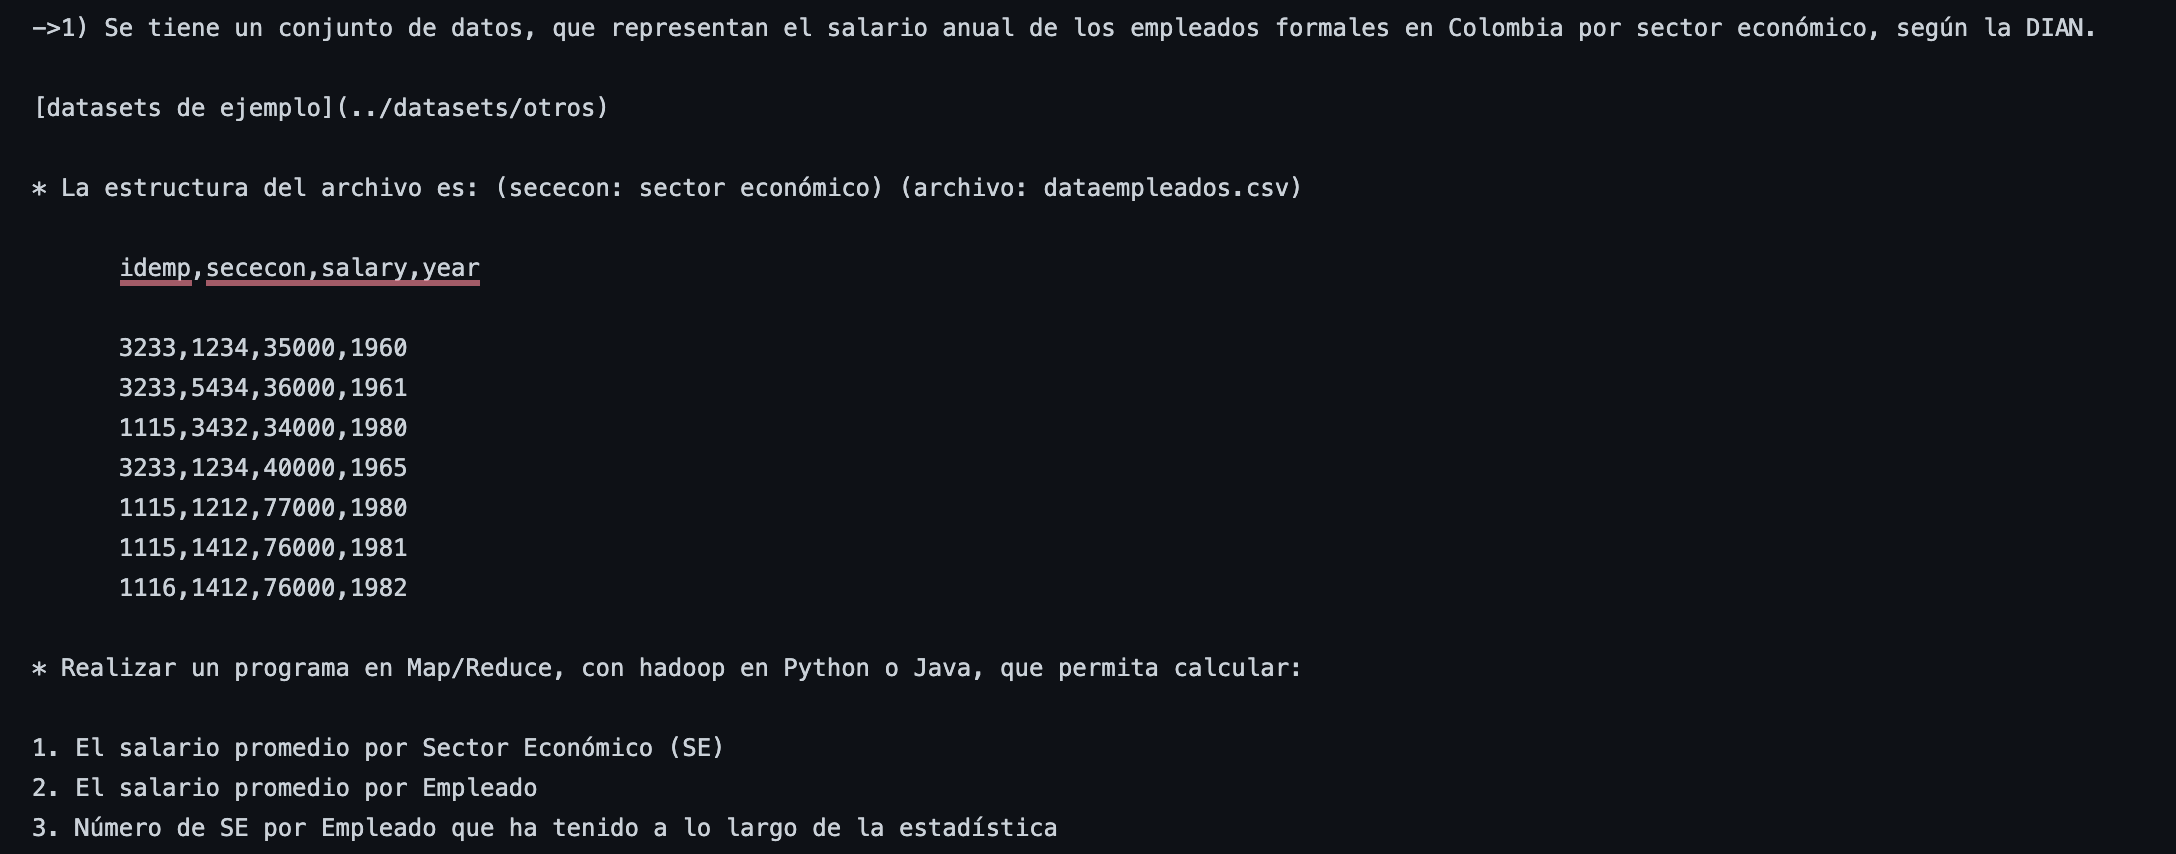 ->1) Se tiene un conjunto de datos, que representan el salario anual de los empleados formales en Colombia por sector económico, según la DIAN.
[datasets de ejemplo](../datasets/otros)
* La estructura del archivo es: (sececon: sector económico) (archivo: dataempleados.csv)
idemp,sececon,salary,year
3233,1234,35000,1960
3233,5434,36000,1961
1115,3432,34000,1980
3233,1234,40000,1965
1115,1212,77000,1980
1115,1412,76000,1981
1116,1412,76000,1982
* Realizar un programa en Map/Reduce, con hadoop en Python o Java, que permita calcular:
1. El salario promedio por Sector Económico (SE)
2. El salario promedio por Empleado
3. Número de SE por Empleado que ha tenido a lo largo de la estadística